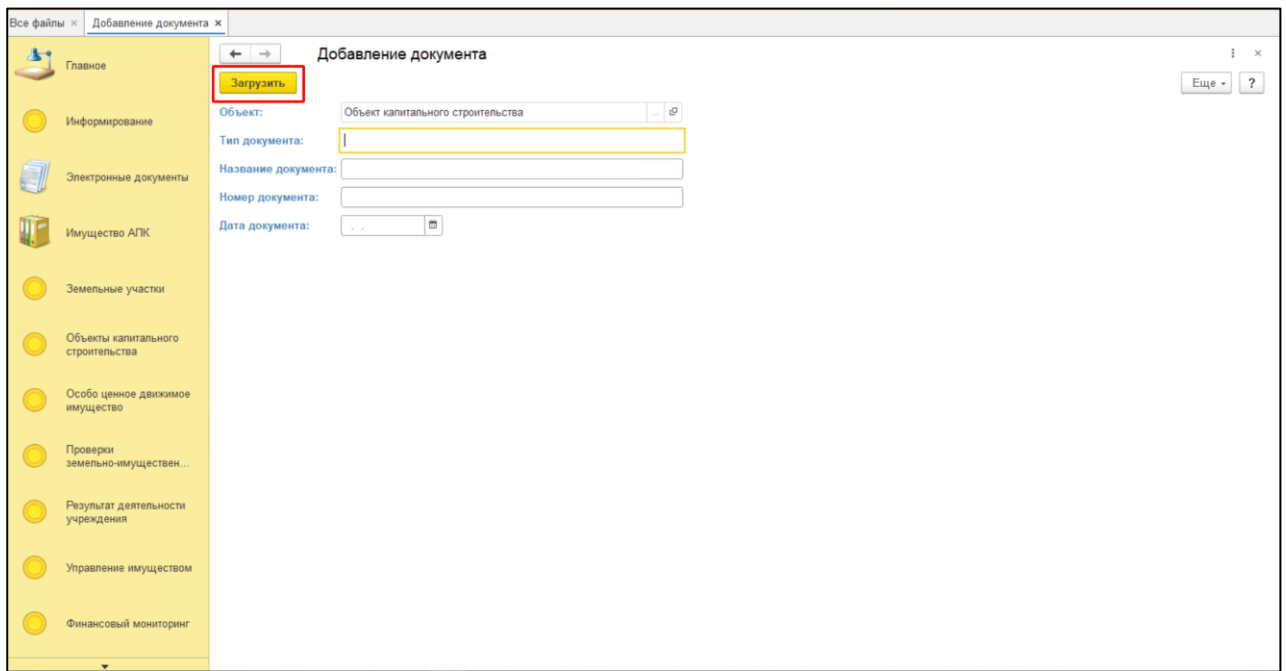 Все файлы × Добавление документа ×
Главное
Информирование
Электронные документы
Имущество АПК
Земельные участки
Объекты капитального
строительства
Особо ценное движимое
имущество
Проверки
земельно-имуществен...
Результат деятельности
учреждения
Управление имуществом
Финансовый мониторинг
Добавление документа
Загрузить
Еще
?
Объект: Объект капитального строительства ...
Тип документа:
Название документа:
Номер документа:
Дата документа: . .